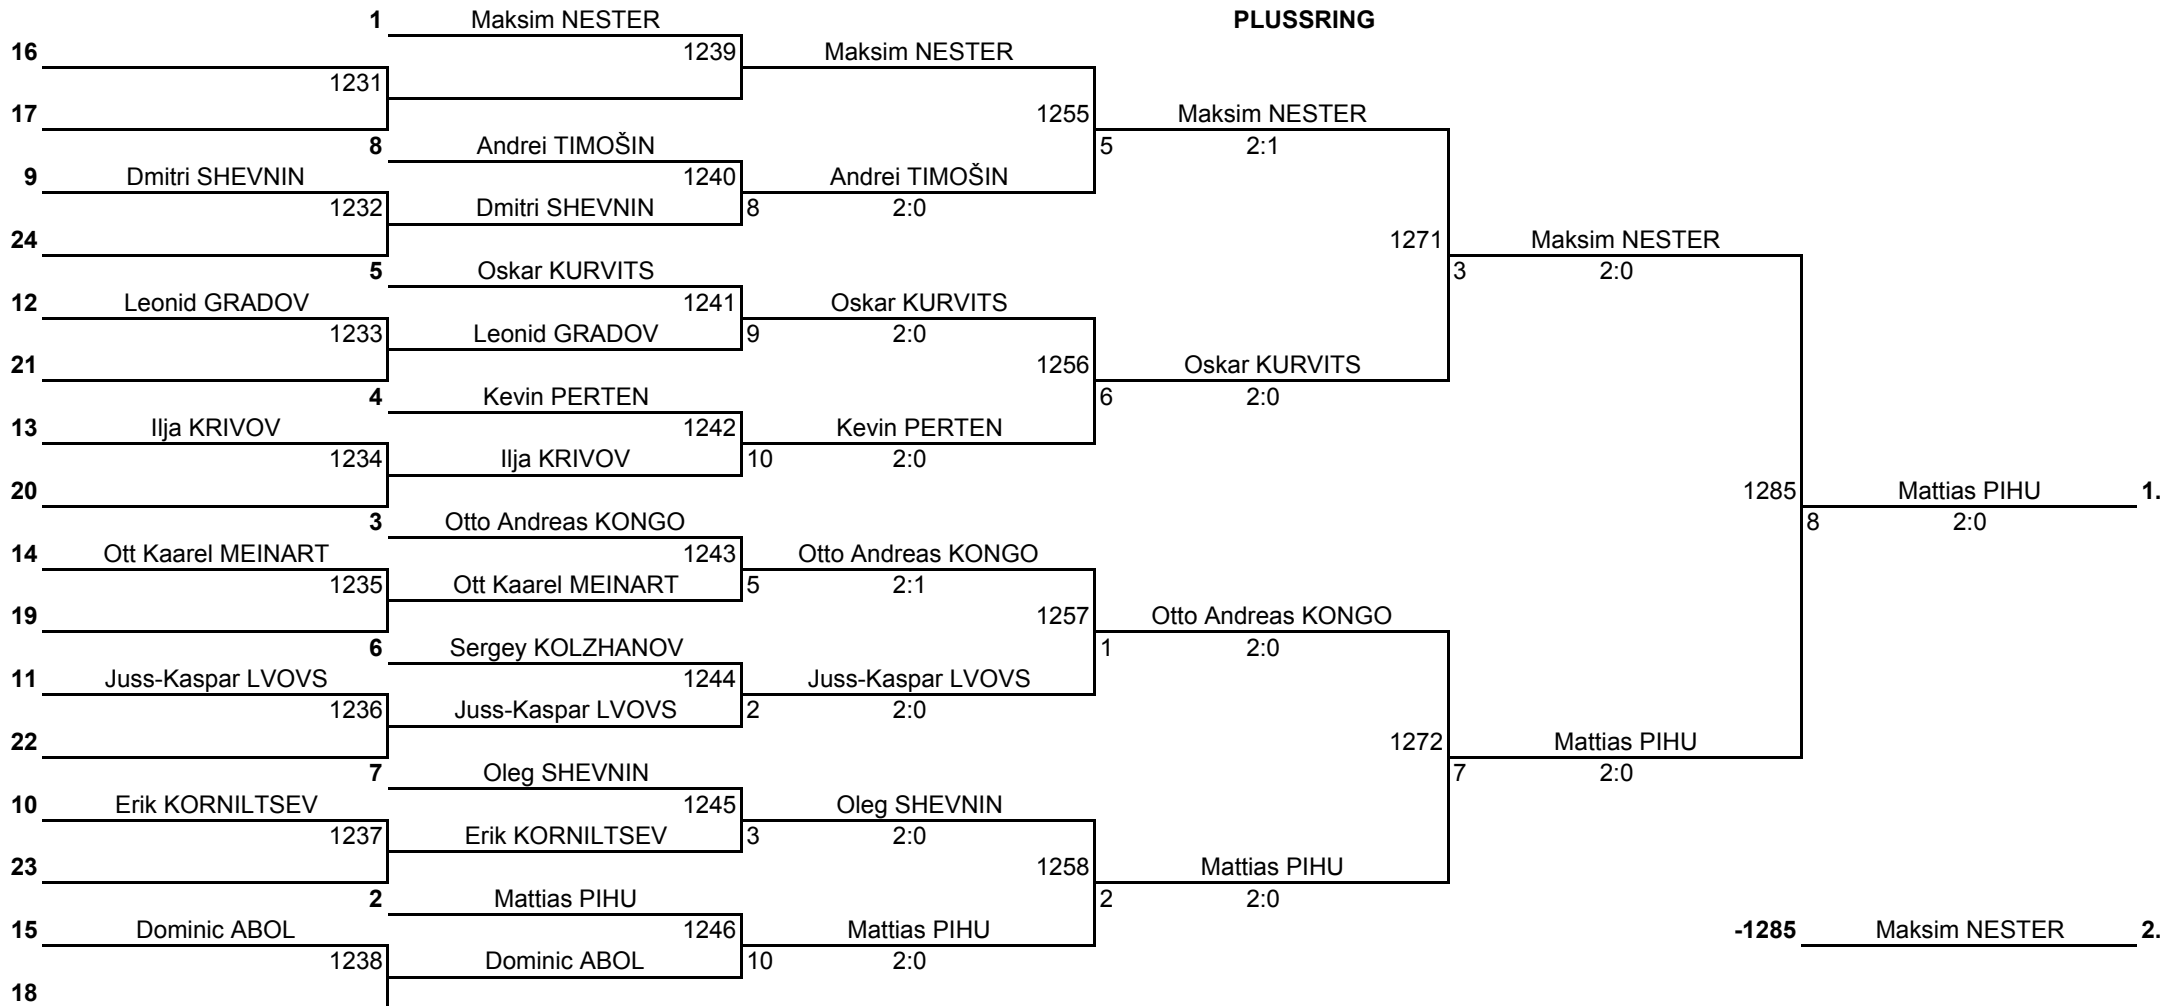 1 Maksim NESTER PLUSSRING
16 1239 Maksim NESTER
1231
17 1255 Maksim NESTER
8 Andrei TIMOŠIN 5 2:1
9 Dmitri SHEVNIN 1240 Andrei TIMOŠIN
1232 Dmitri SHEVNIN 8 2:0
24 1271 Maksim NESTER
5 Oskar KURVITS 3 2:0
12 Leonid GRADOV 1241 Oskar KURVITS
1233 Leonid GRADOV 9 2:0
21 1256 Oskar KURVITS
4 Kevin PERTEN 6 2:0
13 Ilja KRIVOV 1242 Kevin PERTEN
1234 Ilja KRIVOV 10 2:0
20 1285 Mattias PIHU 1.
3 Otto Andreas KONGO 8 2:0
14 Ott Kaarel MEINART 1243 Otto Andreas KONGO
1235 Ott Kaarel MEINART 5 2:1
19 1257 Otto Andreas KONGO
6 Sergey KOLZHANOV 1 2:0
11 Juss-Kaspar LVOVS 1244 Juss-Kaspar LVOVS
1236 Juss-Kaspar LVOVS 2 2:0
22 1272 Mattias PIHU
7 Oleg SHEVNIN 7 2:0
10 Erik KORNILTSEV 1245 Oleg SHEVNIN
1237 Erik KORNILTSEV 3 2:0
23 1258 Mattias PIHU
2 Mattias PIHU 2 2:0
15 Dominic ABOL 1246 Mattias PIHU -1285 Maksim NESTER 2.
1238 Dominic ABOL 10 2:0
18